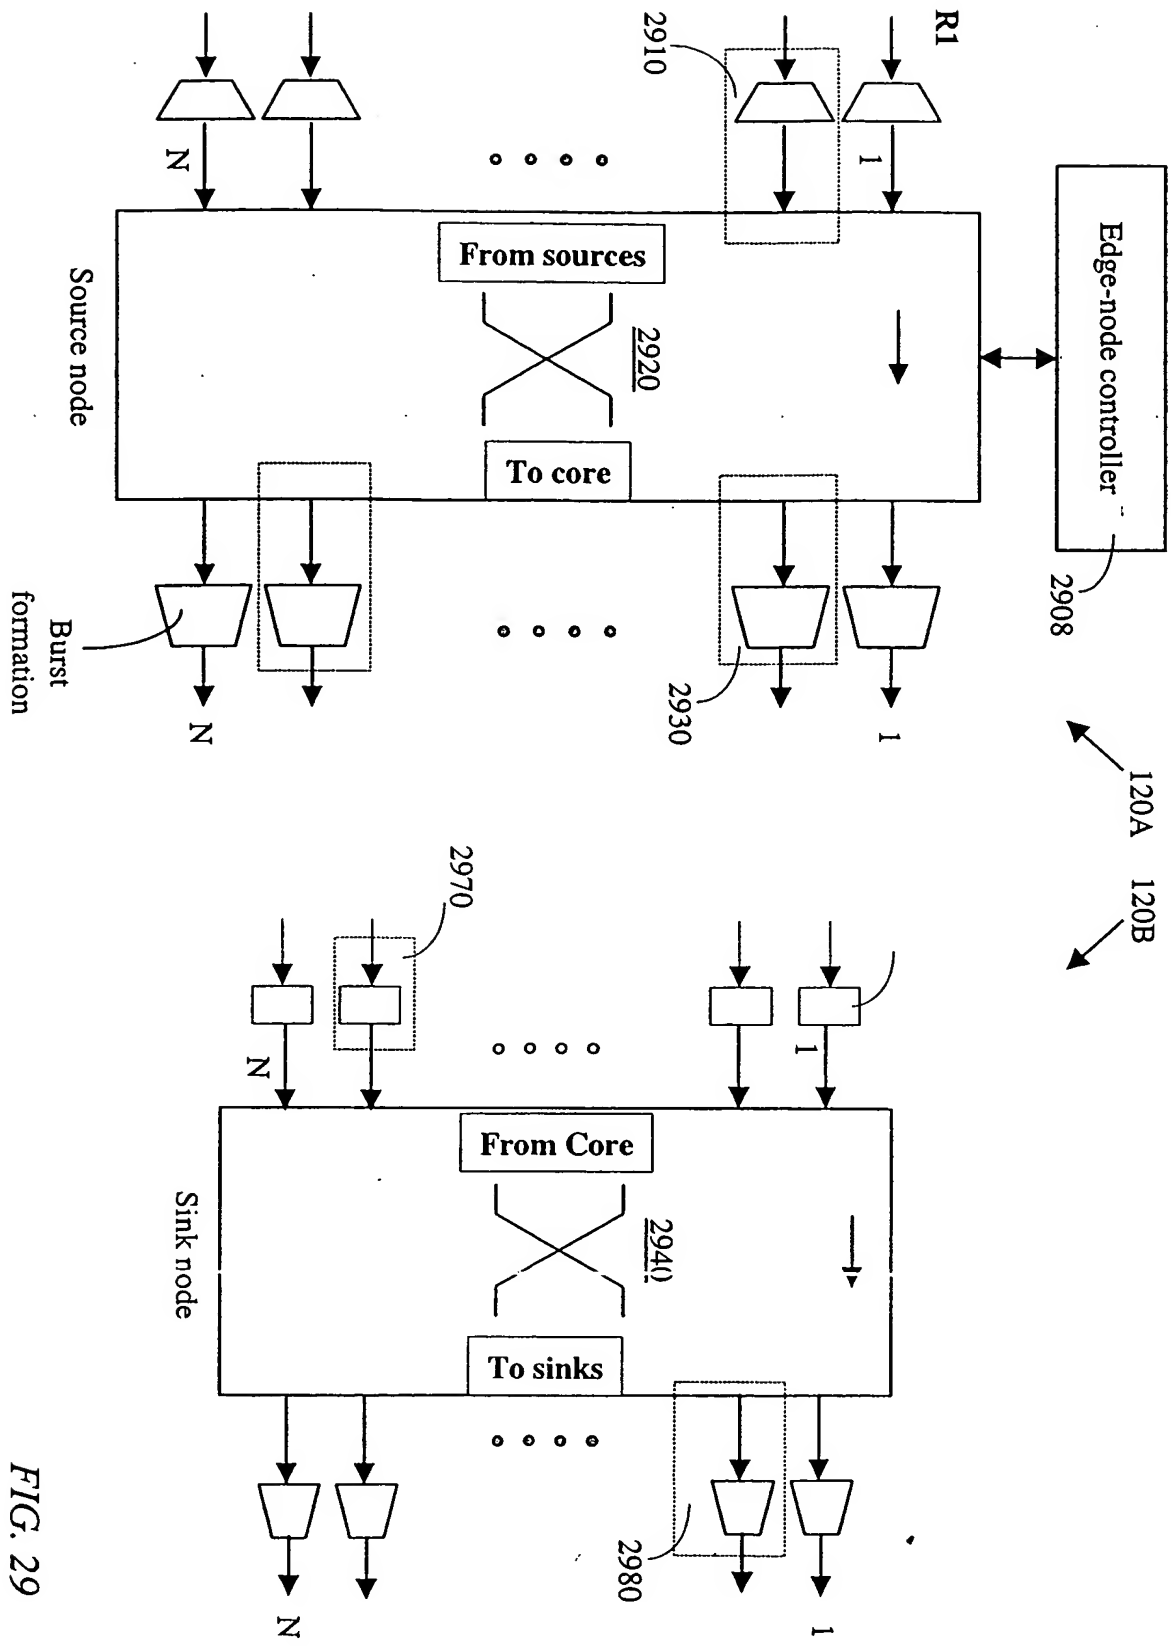 R1
2910
1
N
Edge-node controller
2908
From sources
2920
To core
Source node
2930
1
N
Burst
formation
120A
120B
2970
1
N
From Core
2940
To sinks
Sink node
2980
1
N
FIG. 29